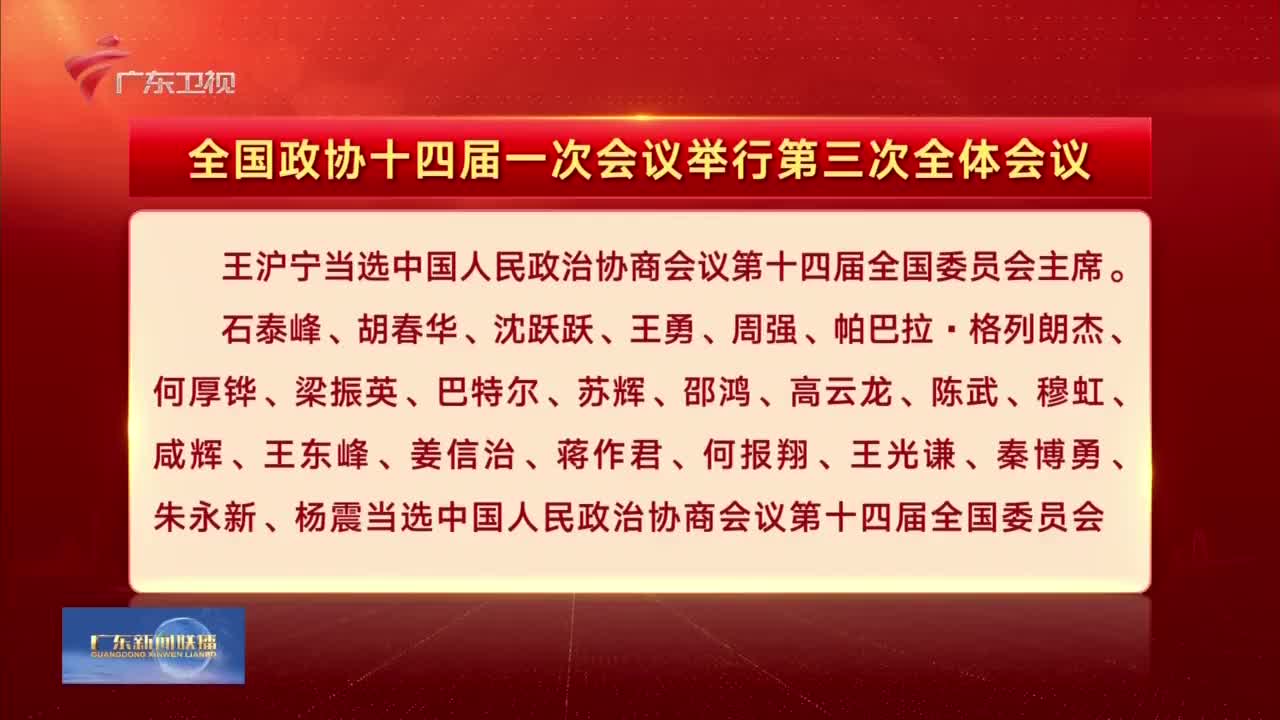 广东卫视
全国政协十四届一次会议举行第三次全体会议
王沪宁当选中国人民政治协商会议第十四届全国委员会主席。
石泰峰、胡春华、沈跃跃、王勇、周强、帕巴拉·格列朗杰、
何厚铧、梁振英、巴特尔、苏辉、邵鸿、高云龙、陈武、穆虹、
咸辉、王东峰、姜信治、蒋作君、何报翔、王光谦、秦博勇、
朱永新、杨震当选中国人民政治协商会议第十四届全国委员会
广东新闻联播
GUANGDONG XINWEN LIANBO